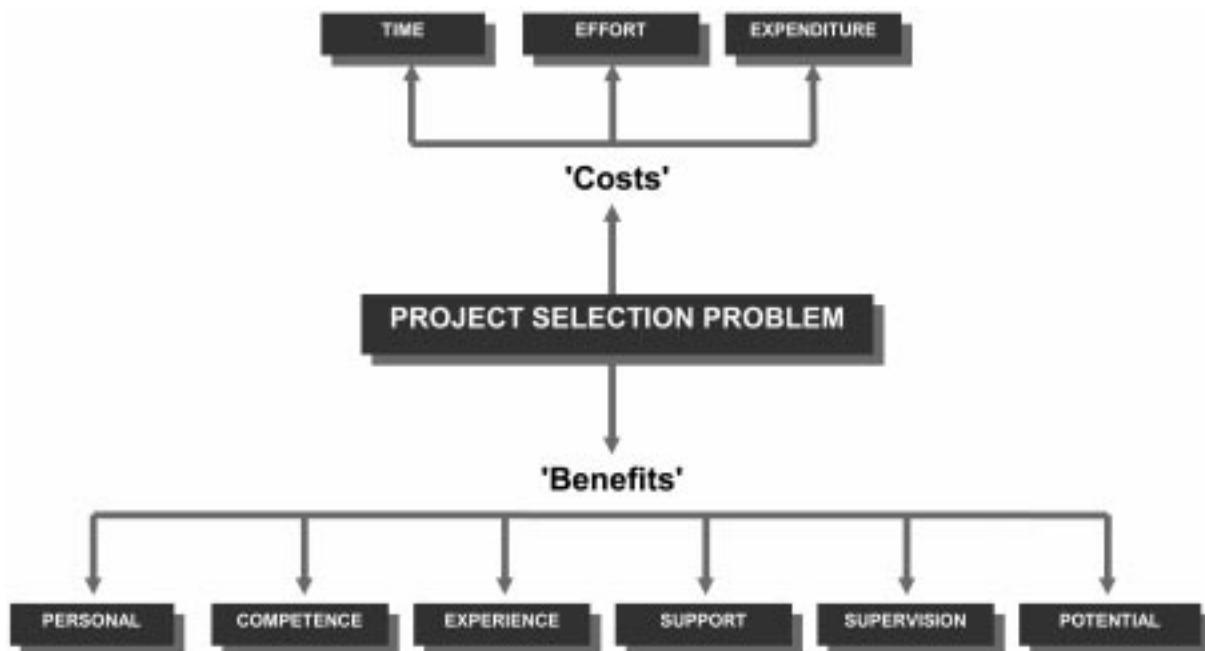 TIME
EFFORT
EXPENDITURE
'Costs'
PROJECT SELECTION PROBLEM
'Benefits'
PERSONAL
COMPETENCE
EXPERIENCE
SUPPORT
SUPERVISION
POTENTIAL